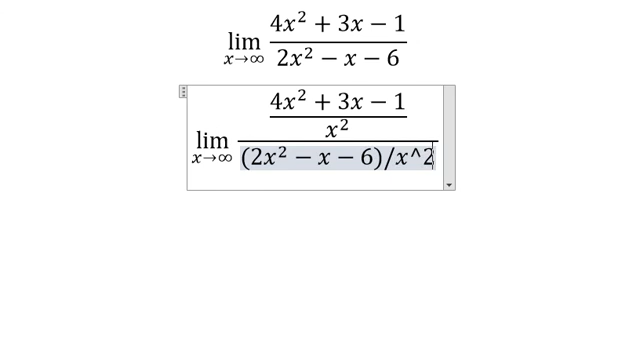 lim x→∞ (4x² + 3x − 1)/(2x² − x − 6)
lim x→∞ ((4x² + 3x − 1)/x²)/((2x² − x − 6)/x^2